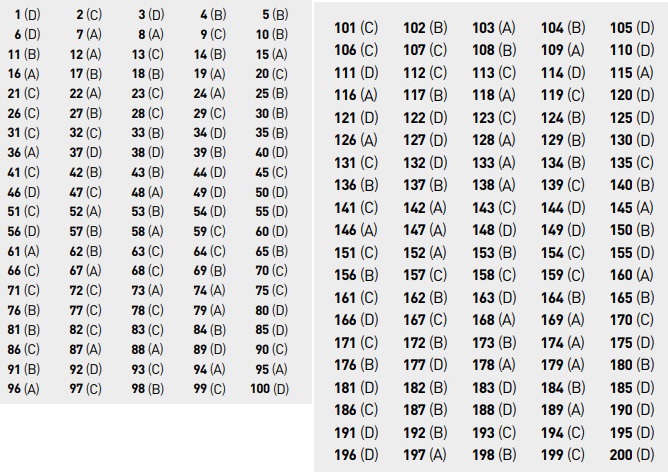 1 (D) 2 (C) 3 (D) 4 (B) 5 (B)
6 (D) 7 (A) 8 (A) 9 (C) 10 (B)
11 (B) 12 (A) 13 (C) 14 (B) 15 (A)
16 (A) 17 (B) 18 (B) 19 (A) 20 (C)
21 (C) 22 (A) 23 (C) 24 (A) 25 (B)
26 (C) 27 (B) 28 (C) 29 (C) 30 (B)
31 (C) 32 (C) 33 (B) 34 (D) 35 (B)
36 (A) 37 (D) 38 (D) 39 (B) 40 (D)
41 (C) 42 (B) 43 (B) 44 (D) 45 (C)
46 (D) 47 (C) 48 (A) 49 (D) 50 (D)
51 (C) 52 (A) 53 (B) 54 (D) 55 (D)
56 (D) 57 (B) 58 (A) 59 (C) 60 (D)
61 (A) 62 (B) 63 (C) 64 (C) 65 (B)
66 (C) 67 (A) 68 (C) 69 (B) 70 (C)
71 (C) 72 (C) 73 (A) 74 (A) 75 (C)
76 (B) 77 (C) 78 (C) 79 (A) 80 (D)
81 (B) 82 (C) 83 (C) 84 (B) 85 (D)
86 (C) 87 (A) 88 (A) 89 (D) 90 (C)
91 (B) 92 (D) 93 (C) 94 (A) 95 (A)
96 (A) 97 (C) 98 (B) 99 (C) 100 (D)
101 (C) 102 (B) 103 (A) 104 (B) 105 (D)
106 (C) 107 (C) 108 (B) 109 (A) 110 (D)
111 (D) 112 (C) 113 (C) 114 (D) 115 (A)
116 (A) 117 (B) 118 (A) 119 (C) 120 (D)
121 (D) 122 (D) 123 (C) 124 (B) 125 (D)
126 (A) 127 (D) 128 (A) 129 (B) 130 (D)
131 (C) 132 (D) 133 (A) 134 (B) 135 (C)
136 (B) 137 (B) 138 (A) 139 (C) 140 (B)
141 (C) 142 (A) 143 (C) 144 (D) 145 (A)
146 (A) 147 (A) 148 (D) 149 (D) 150 (B)
151 (C) 152 (A) 153 (B) 154 (C) 155 (D)
156 (B) 157 (C) 158 (C) 159 (C) 160 (A)
161 (C) 162 (B) 163 (D) 164 (B) 165 (B)
166 (D) 167 (C) 168 (A) 169 (A) 170 (C)
171 (C) 172 (B) 173 (B) 174 (A) 175 (D)
176 (B) 177 (D) 178 (A) 179 (A) 180 (B)
181 (D) 182 (B) 183 (D) 184 (B) 185 (D)
186 (C) 187 (B) 188 (D) 189 (A) 190 (D)
191 (D) 192 (B) 193 (C) 194 (C) 195 (D)
196 (D) 197 (A) 198 (B) 199 (C) 200 (D)